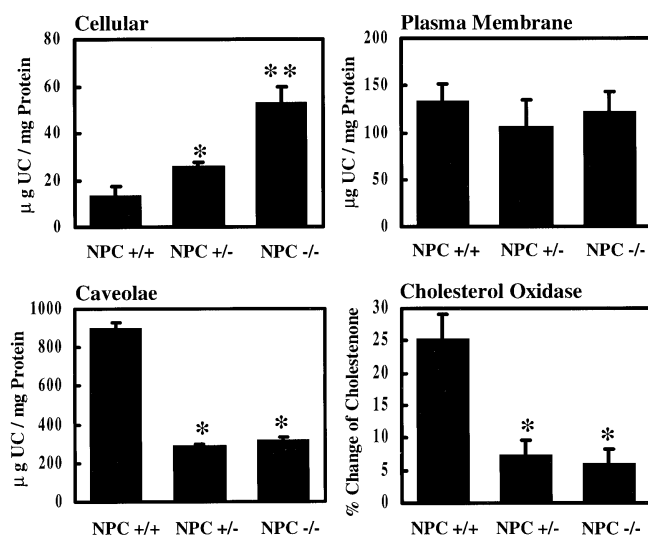 Cellular
80
60
40
20
0
µg UC / mg Protein
*
**
NPC +/+ NPC +/- NPC -/-
Plasma Membrane
200
150
100
50
0
µg UC / mg Protein
NPC +/+ NPC +/- NPC -/-
Caveolae
1000
800
600
400
200
0
µg UC / mg Protein
*
*
NPC +/+ NPC +/- NPC -/-
Cholesterol Oxidase
30
25
20
15
10
5
0
% Change of Cholestenone
*
*
NPC +/+ NPC +/- NPC -/-